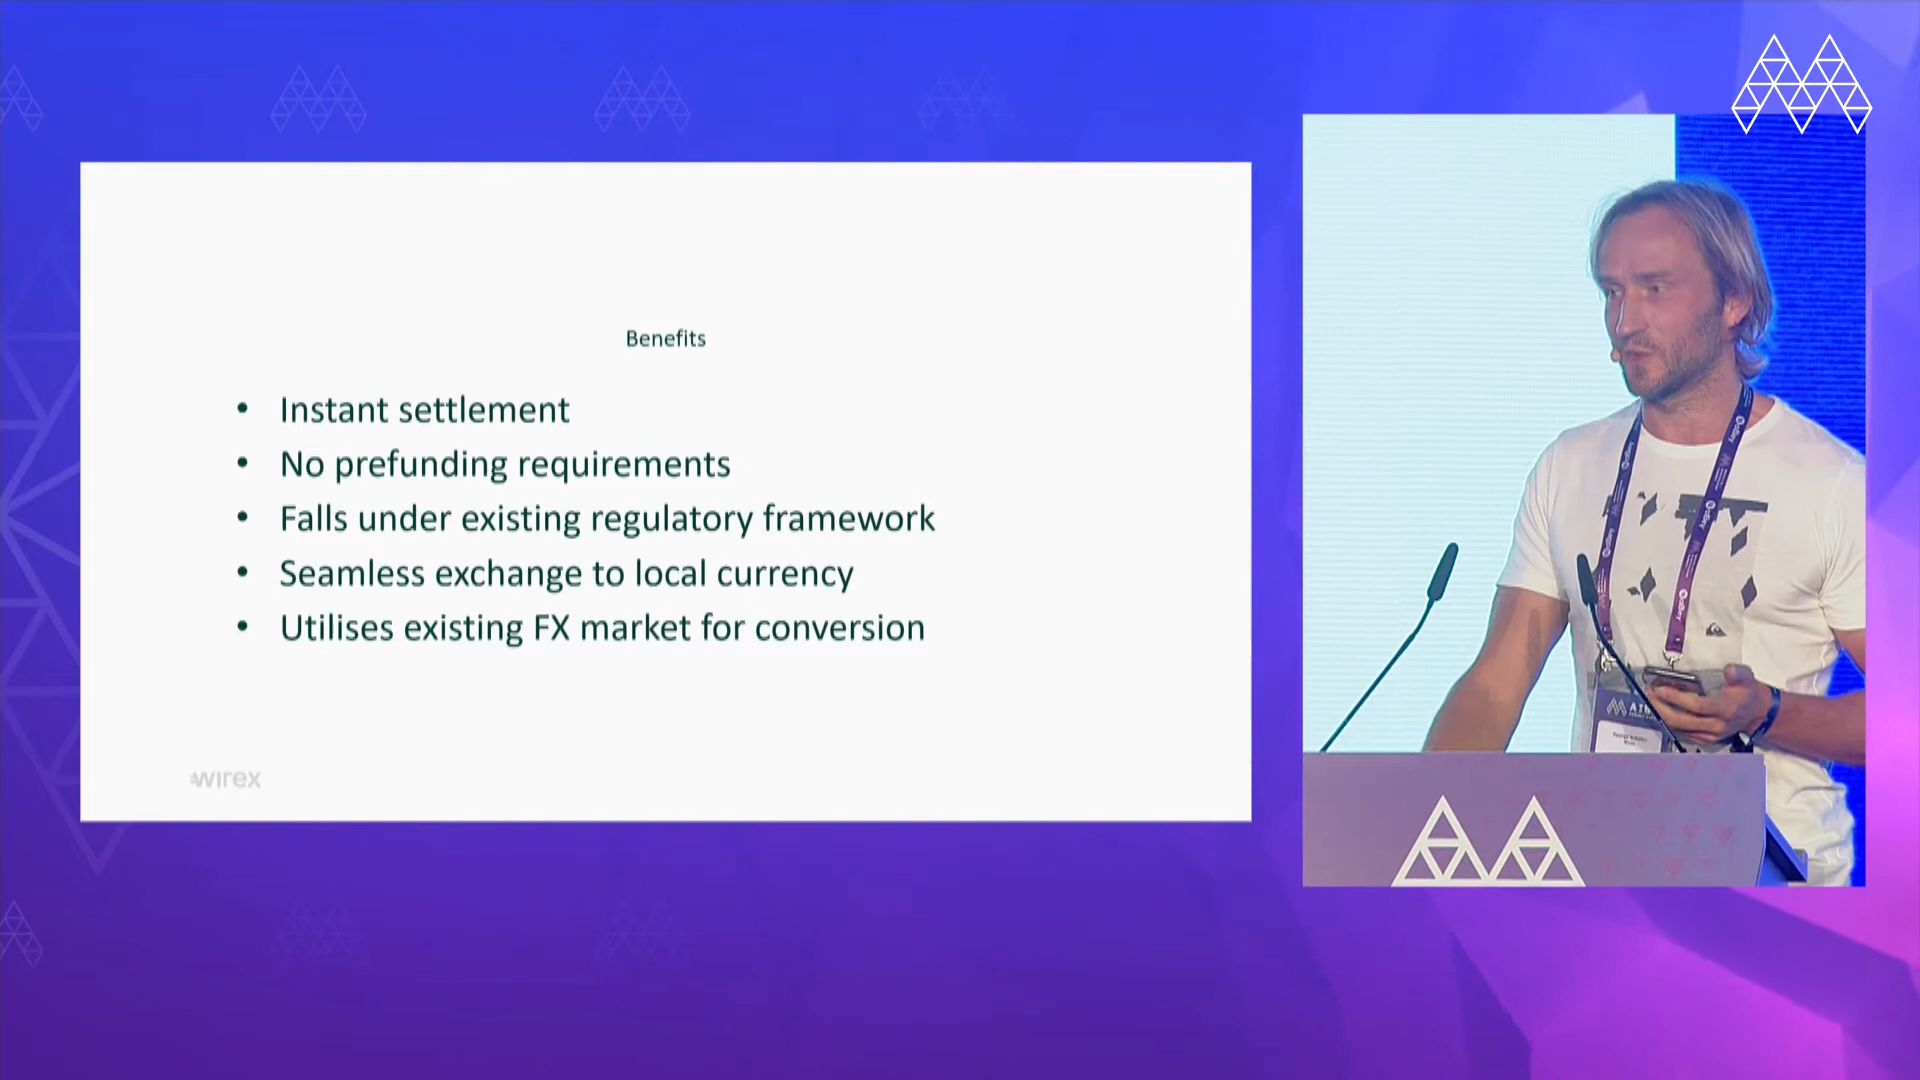 Benefits
• Instant settlement
• No prefunding requirements
• Falls under existing regulatory framework
• Seamless exchange to local currency
• Utilises existing FX market for conversion
wirex